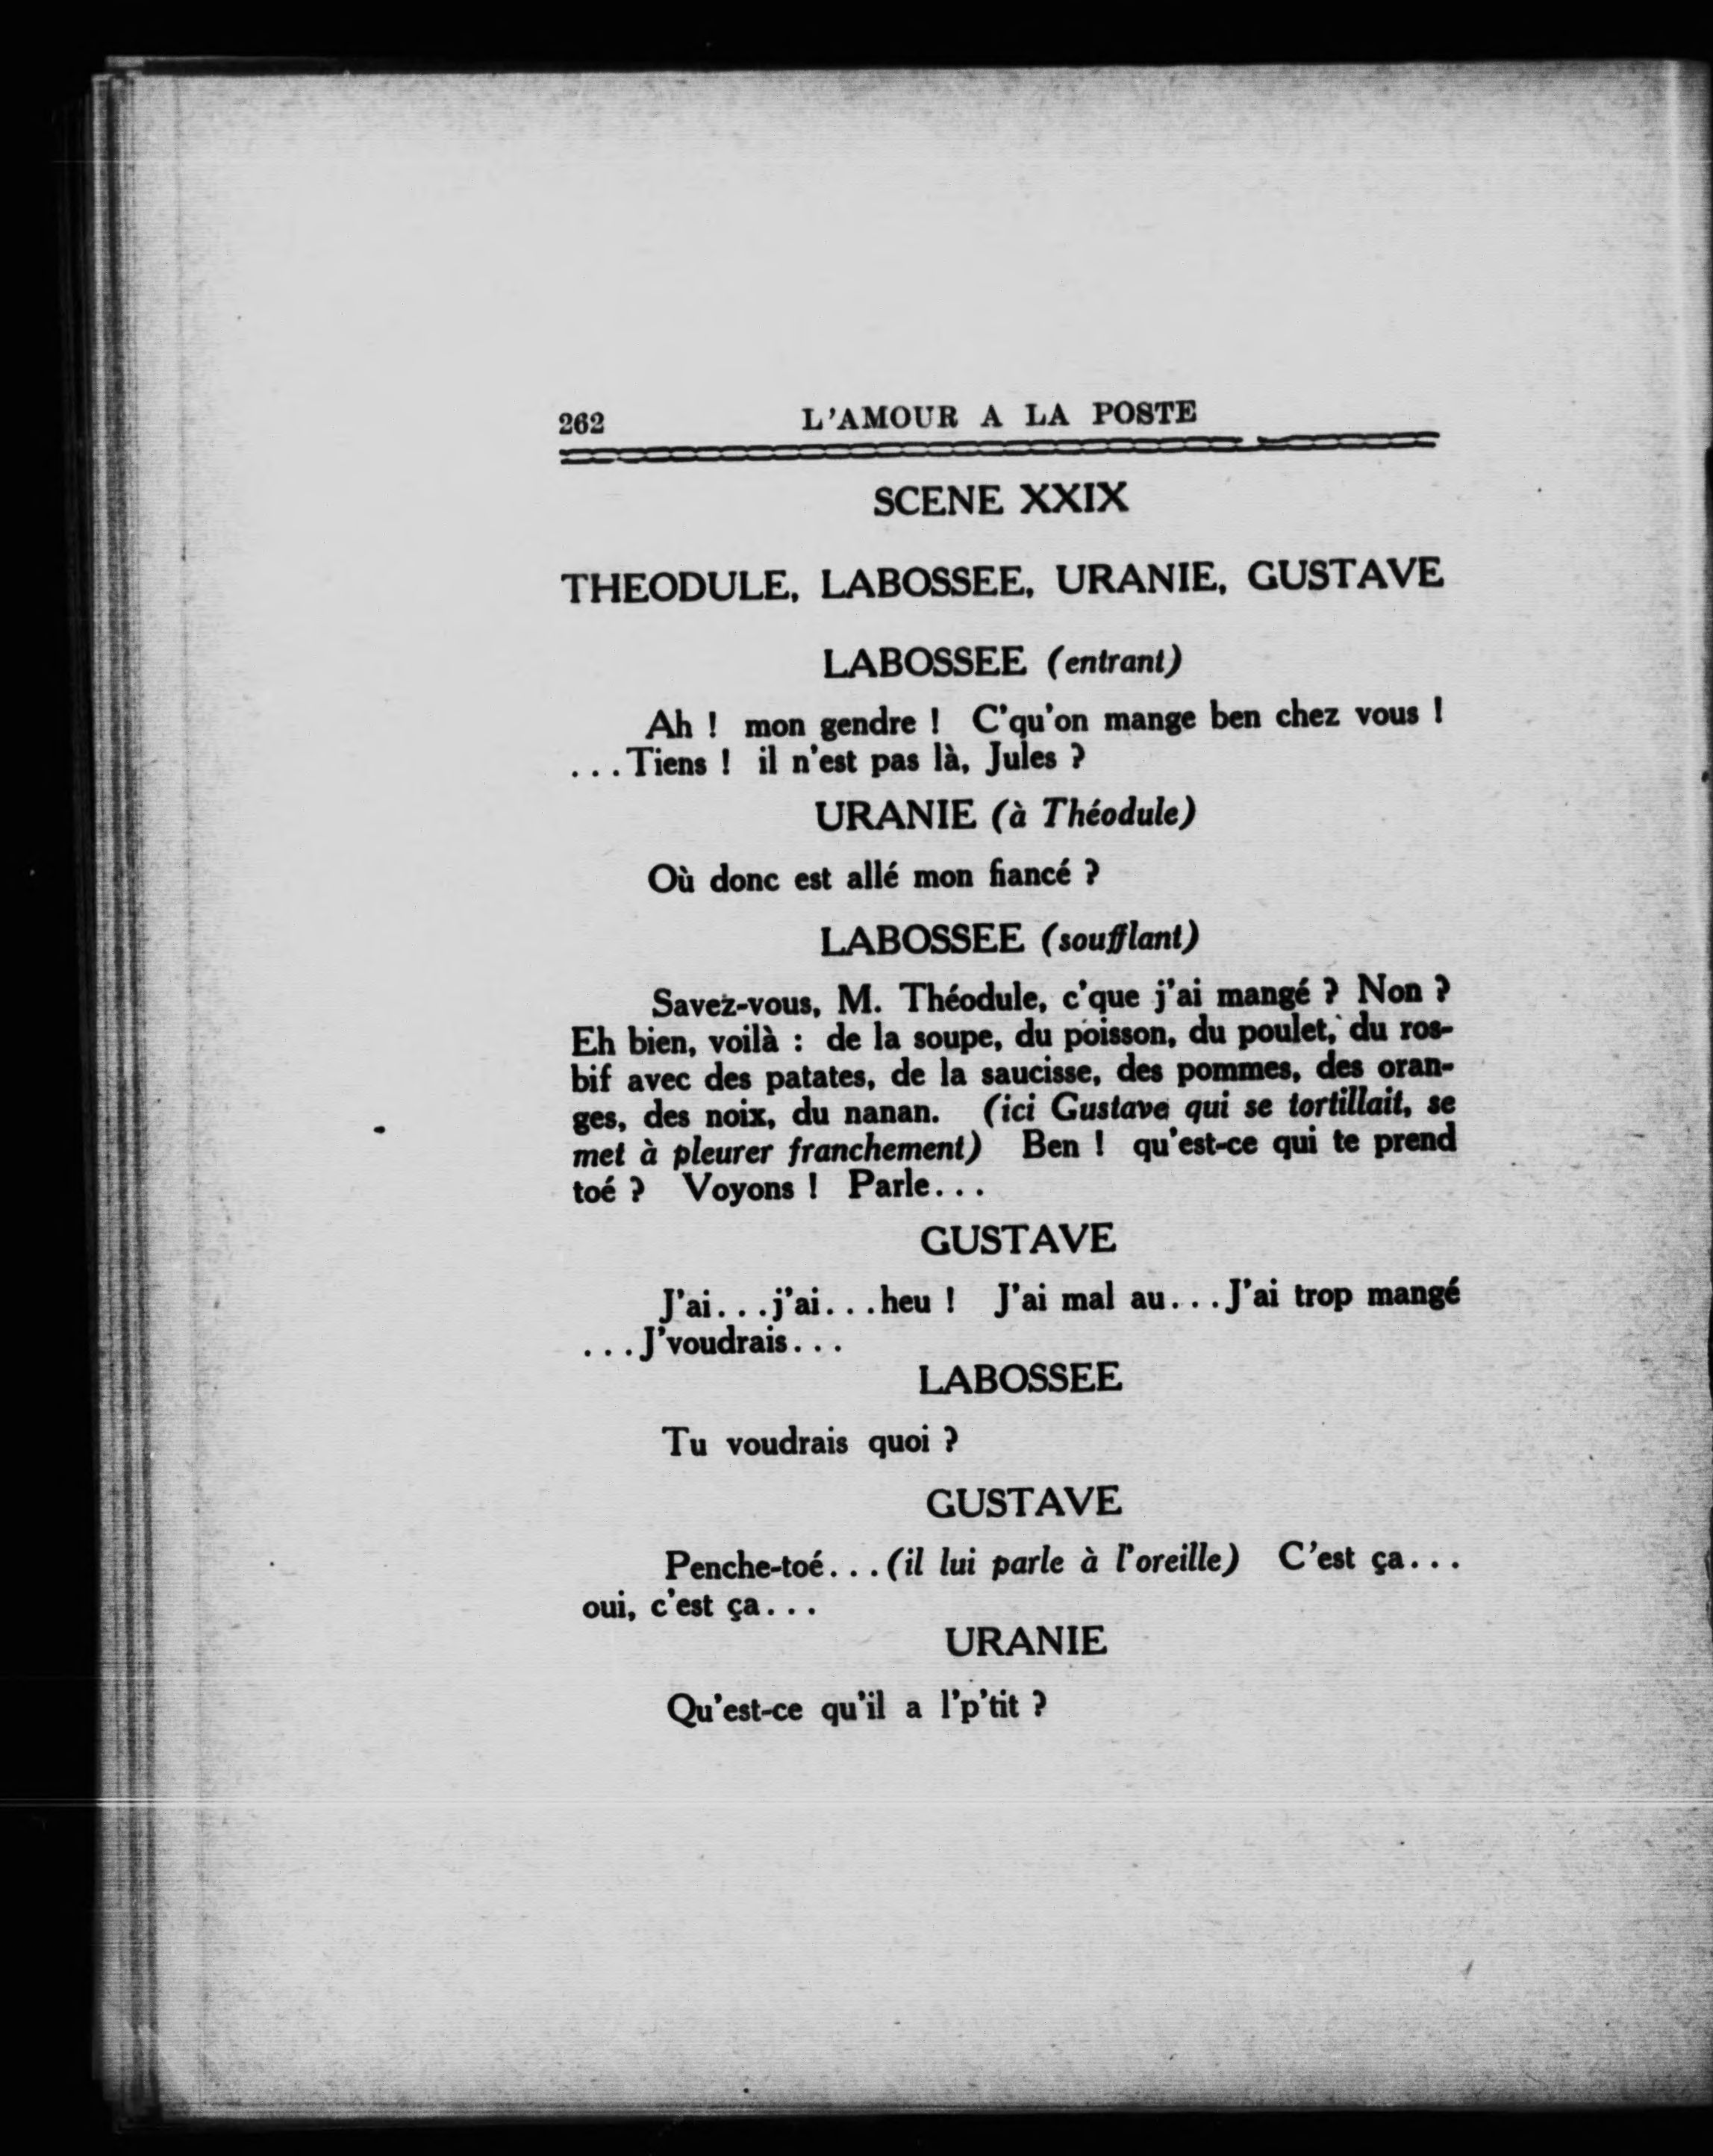 262 L'AMOUR A LA POSTE
SCENE XXIX
THEODULE, LABOSSEE, URANIE, GUSTAVE
LABOSSEE (entrant)
Ah ! mon gendre ! C'qu'on mange ben chez vous !
...Tiens ! il n'est pas là, Jules ?
URANIE (à Théodule)
Où donc est allé mon fiancé ?
LABOSSEE (soufflant)
Savez-vous, M. Théodule, c'que j'ai mangé ? Non ?
Eh bien, voilà : de la soupe, du poisson, du poulet, du ros-
bif avec des patates, de la saucisse, des pommes, des oran-
ges, des noix, du nanan. (ici Gustave qui se tortillait, se
met à pleurer franchement) Ben ! qu'est-ce qui te prend
toé ? Voyons ! Parle...
GUSTAVE
J'ai...j'ai...heu ! J'ai mal au...J'ai trop mangé
...J'voudrais...
LABOSSEE
Tu voudrais quoi ?
GUSTAVE
Penche-toé...(il lui parle à l'oreille) C'est ça...
oui, c'est ça...
URANIE
Qu'est-ce qu'il a l'p'tit ?